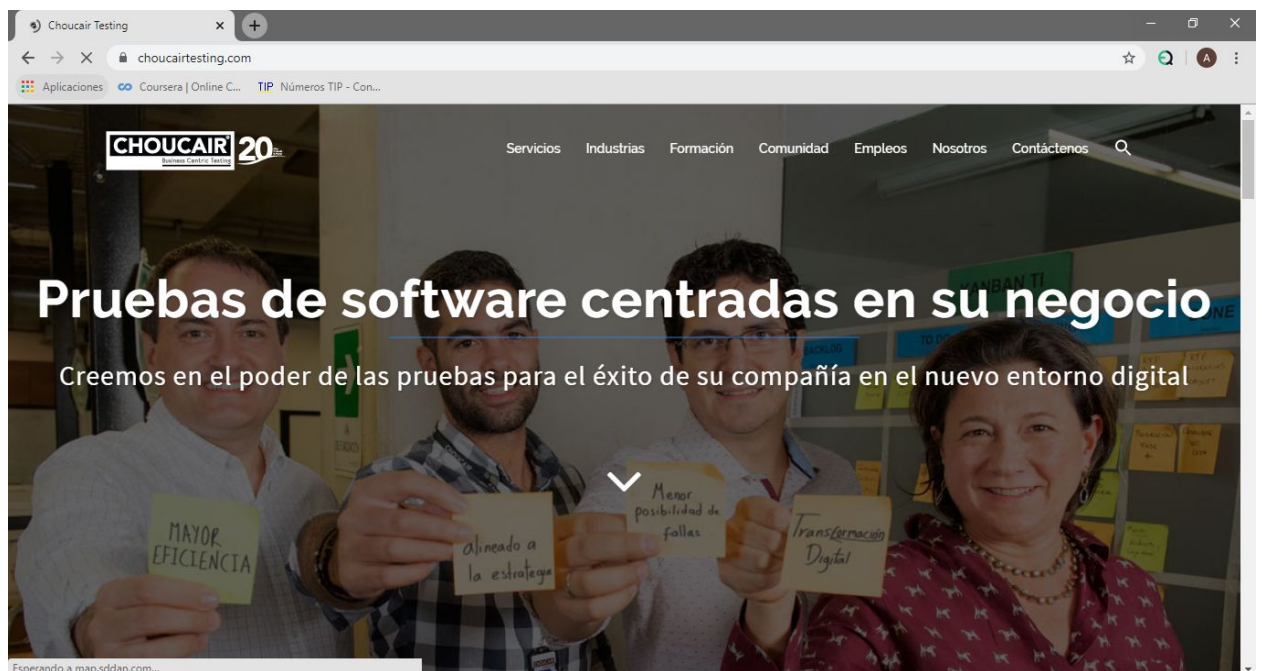 Choucair Testing
choucairtesting.com
A
Aplicaciones
Coursera | Online C...
TIP Números TIP - Con...
CHOUCAIR 20
Business Centric Testing
Servicios Industrias Formación Comunidad Empleos Nosotros Contáctenos
KANBAN TI
Pruebas de software centradas en su negocio
BACKLOG
TO DO
Creemos en el poder de las pruebas para el éxito de su compañía en el nuevo entorno digital
MAYOR
EFICIENCIA
alineado a
la estrategia
Menor
posibilidad de
fallas
Transformación
Digital
Esperando a map.sddan.com...